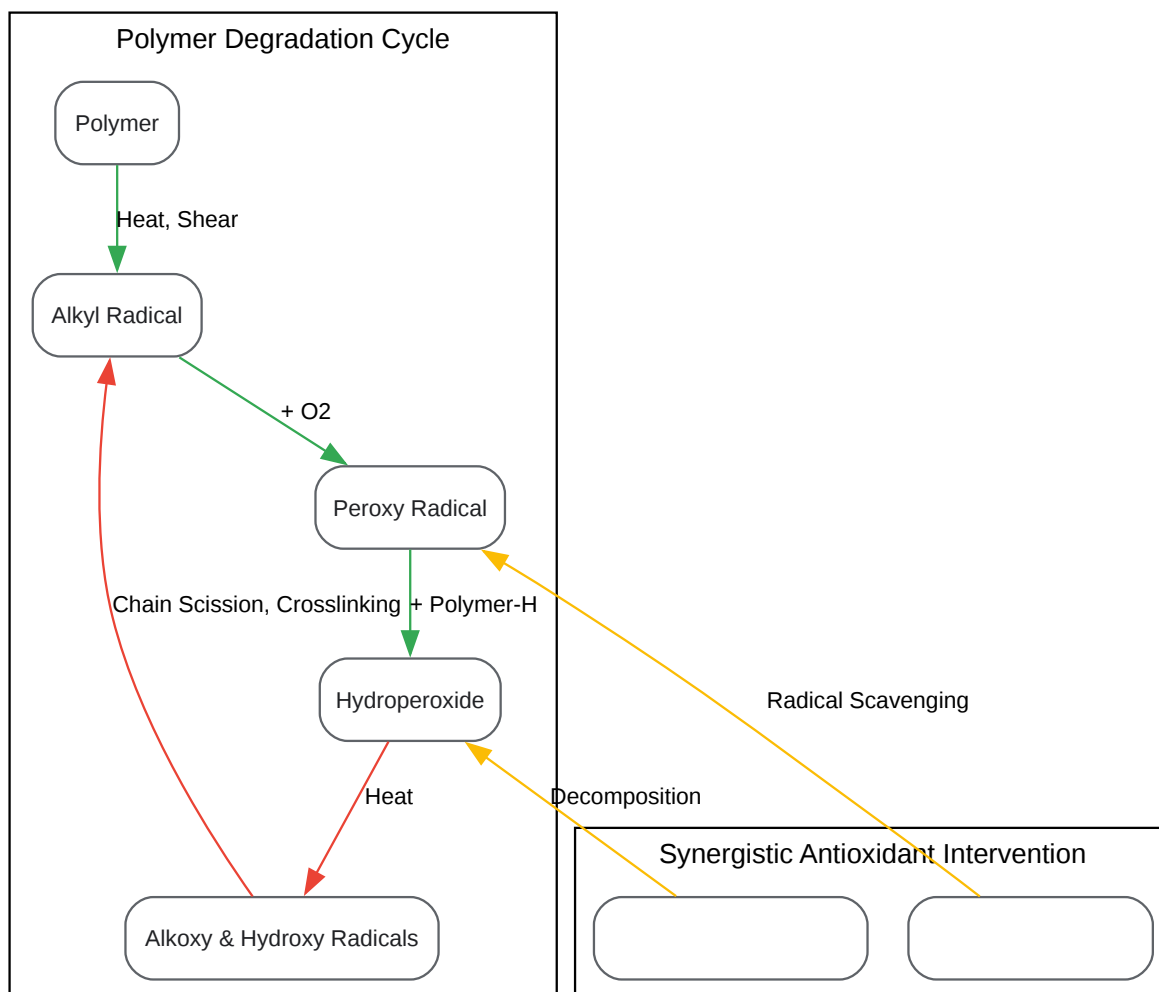 Polymer Degradation Cycle
Polymer
Heat, Shear
Alkyl Radical
+ O2
Peroxy Radical
Chain Scission, Crosslinking
+ Polymer-H
Hydroperoxide
Radical Scavenging
Heat
Decomposition
Synergistic Antioxidant Intervention
Alkoxy & Hydroxy Radicals